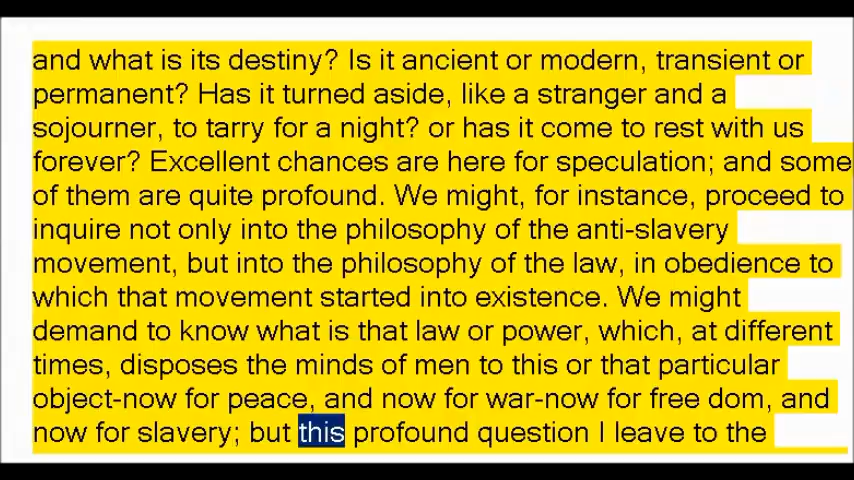 and what is its destiny? Is it ancient or modern, transient or
permanent? Has it turned aside, like a stranger and a
sojourner, to tarry for a night? or has it come to rest with us
forever? Excellent chances are here for speculation; and some
of them are quite profound. We might, for instance, proceed to
inquire not only into the philosophy of the anti-slavery
movement, but into the philosophy of the law, in obedience to
which that movement started into existence. We might
demand to know what is that law or power, which, at different
times, disposes the minds of men to this or that particular
object-now for peace, and now for war-now for free dom, and
now for slavery; but this profound question I leave to the